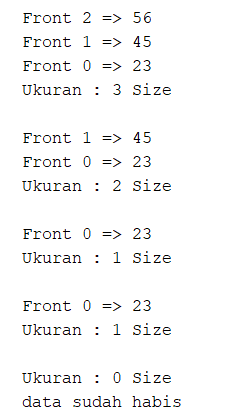 Front 2 => 56
Front 1 => 45
Front 0 => 23
Ukuran : 3 Size
Front 1 => 45
Front 0 => 23
Ukuran : 2 Size
Front 0 => 23
Ukuran : 1 Size
Front 0 => 23
Ukuran : 1 Size
Ukuran : 0 Size
data sudah habis